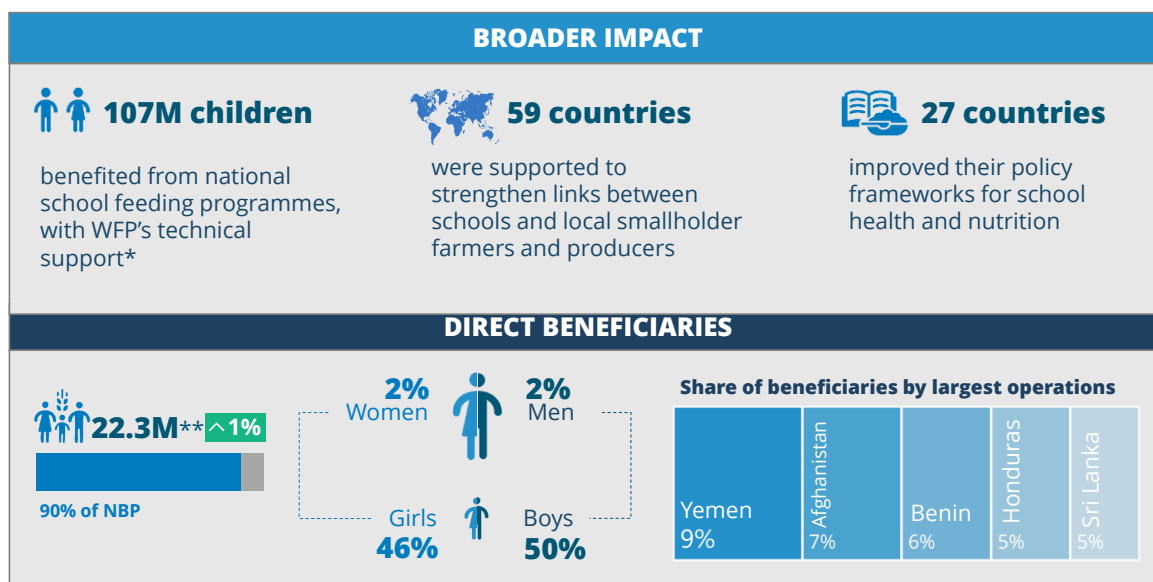 BROADER IMPACT
107M children
benefited from national
school feeding programmes,
with WFP’s technical
support*
59 countries
were supported to
strengthen links between
schools and local smallholder
farmers and producers
27 countries
improved their policy
frameworks for school
health and nutrition
DIRECT BENEFICIARIES
22.3M** 1%
90% of NBP
2%
Women
2%
Men
Girls
46%
Boys
50%
Share of beneficiaries by largest operations
Yemen
9%
Afghanistan
7%
Benin
6%
Honduras
5%
Sri Lanka
5%